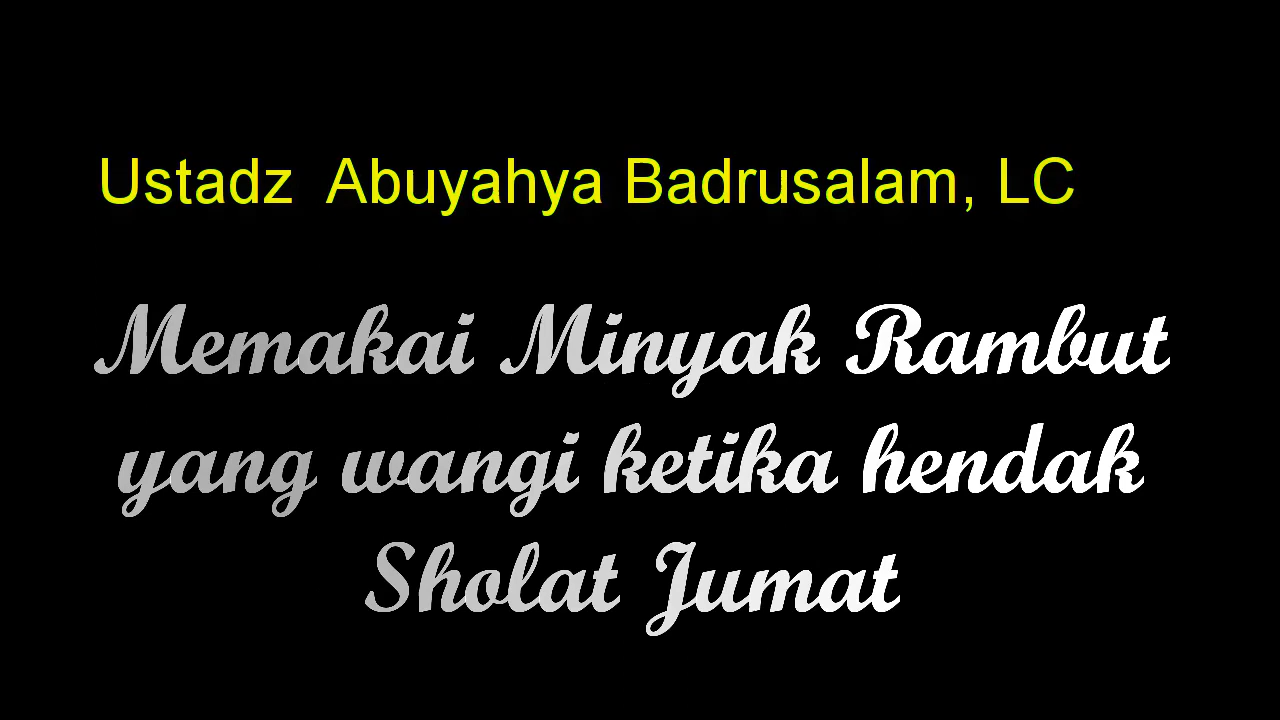 Ustadz  Abuyahya Badrusalam, LC
Memakai Minyak Rambut
yang wangi ketika hendak
Sholat Jumat